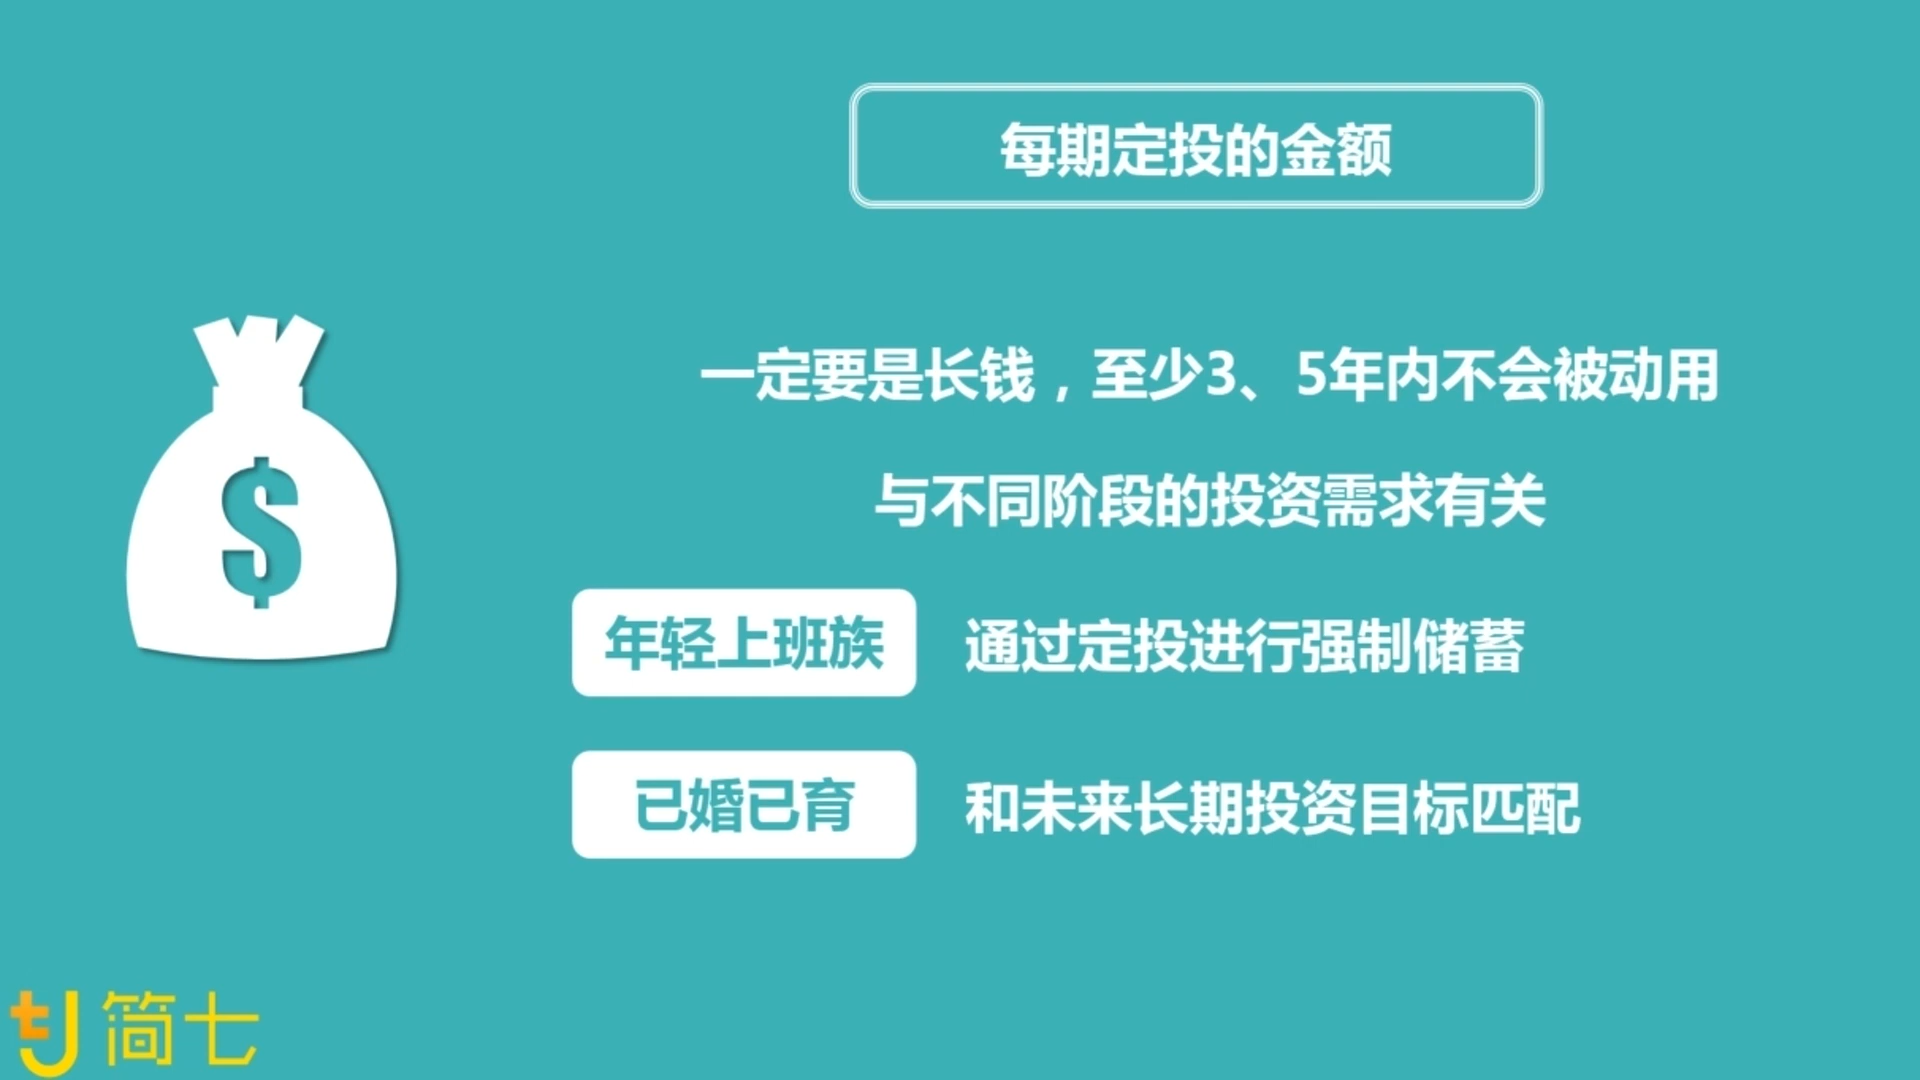 每期定投的金额
一定要是长钱，至少3、5年内不会被动用
与不同阶段的投资需求有关
年轻上班族 通过定投进行强制储蓄
已婚已育 和未来长期投资目标匹配
$
简七